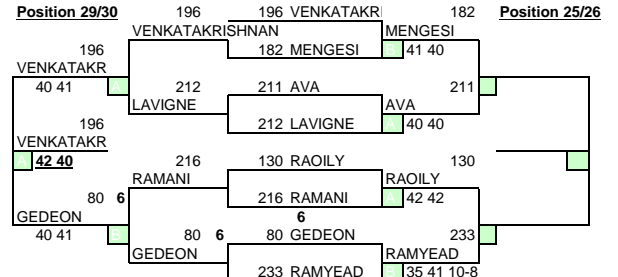 Position 29/30 196 196 VENKATAKRI 182 Position 25/26
VENKATAKRISHNAN MENGESI
196 182 MENGESI B 41 40
VENKATAKR
40 41 A 212 211 AVA 211
LAVIGNE AVA
196 212 LAVIGNE A 40 40
VENKATAKR
A 42 40 216 130 RAOILY 130
RAMANI RAOILY
80 6 216 RAMANI A 42 42
GEDEON 6
40 41 B 80 6 80 GEDEON 233
GEDEON RAMYEAD
233 RAMYEAD B 35 41 10-8